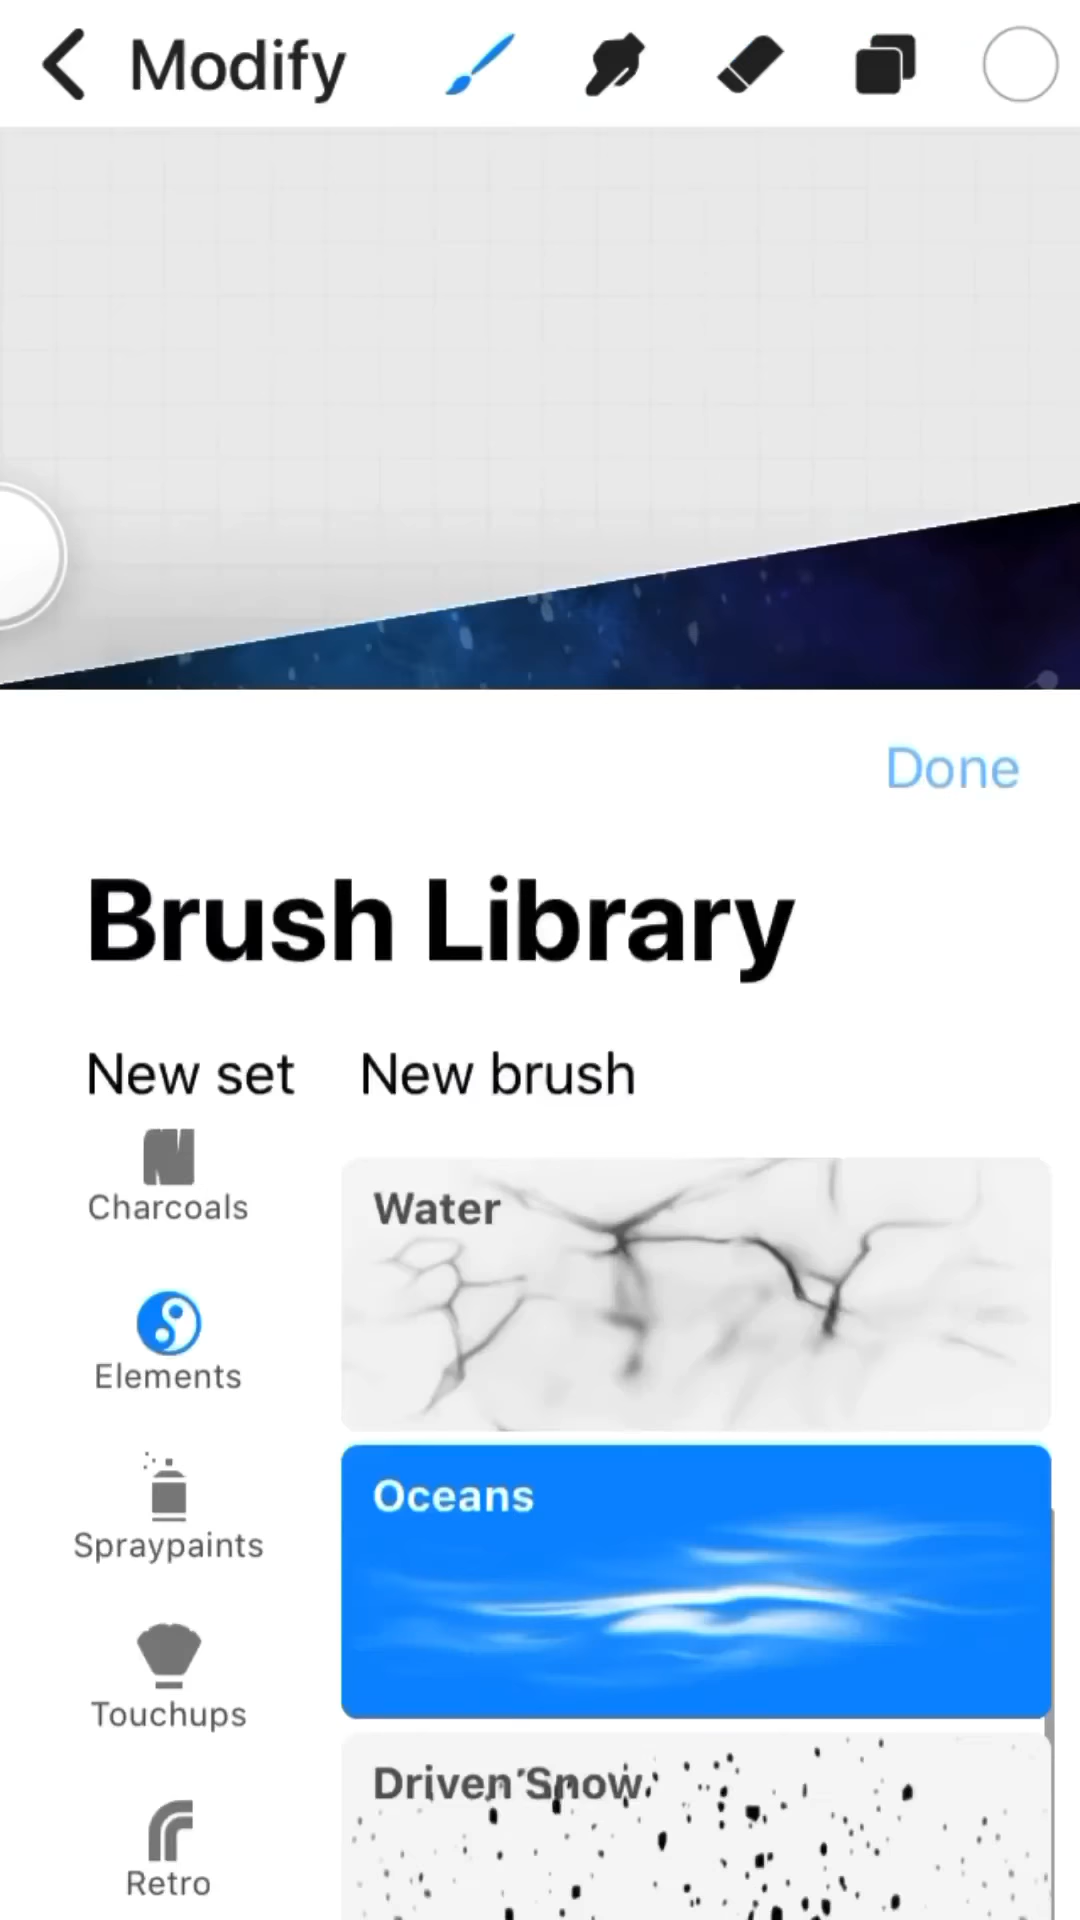 Modify
Done
Brush Library
New set
New brush
Charcoals
Elements
Spraypaints
Touchups
Retro
Water
Oceans
Driven Snow